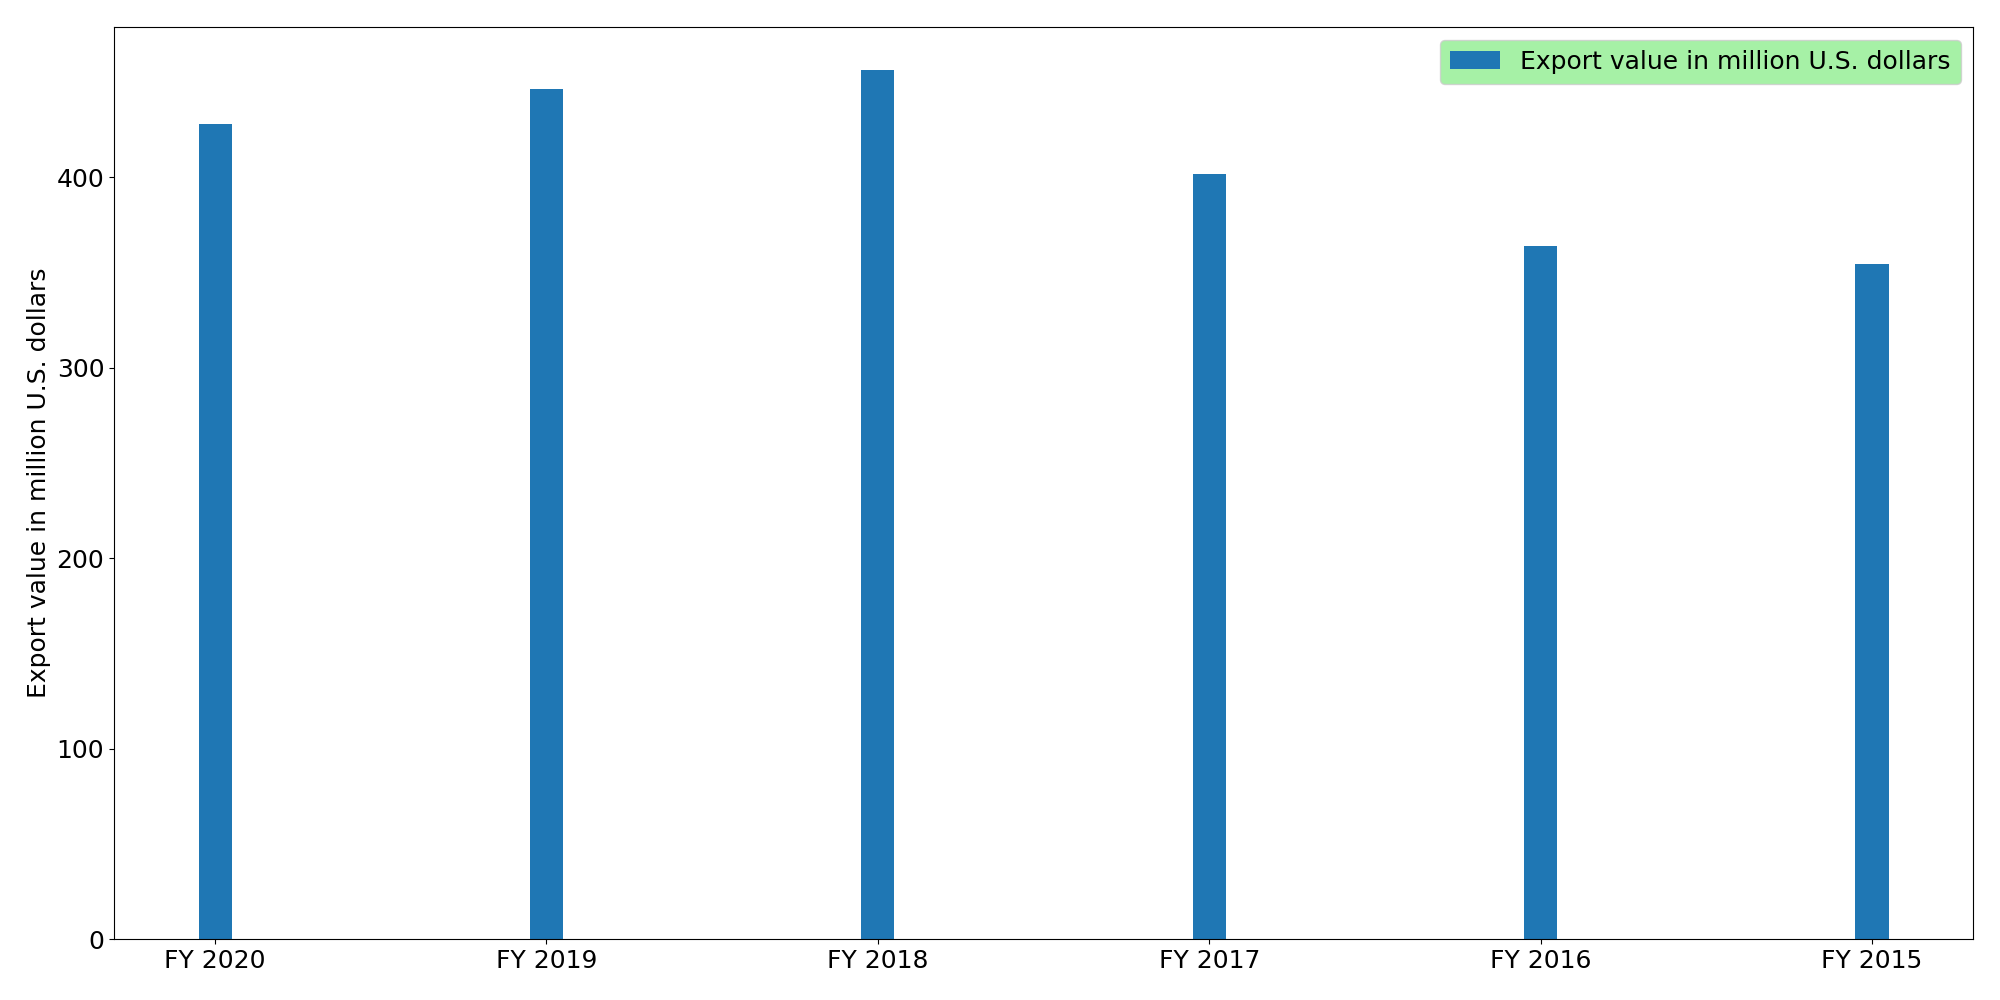 Export value in million U.S. dollars
Export value in million U.S. dollars
400
300
200
100
0
FY 2020
FY 2019
FY 2018
FY 2017
FY 2016
FY 2015